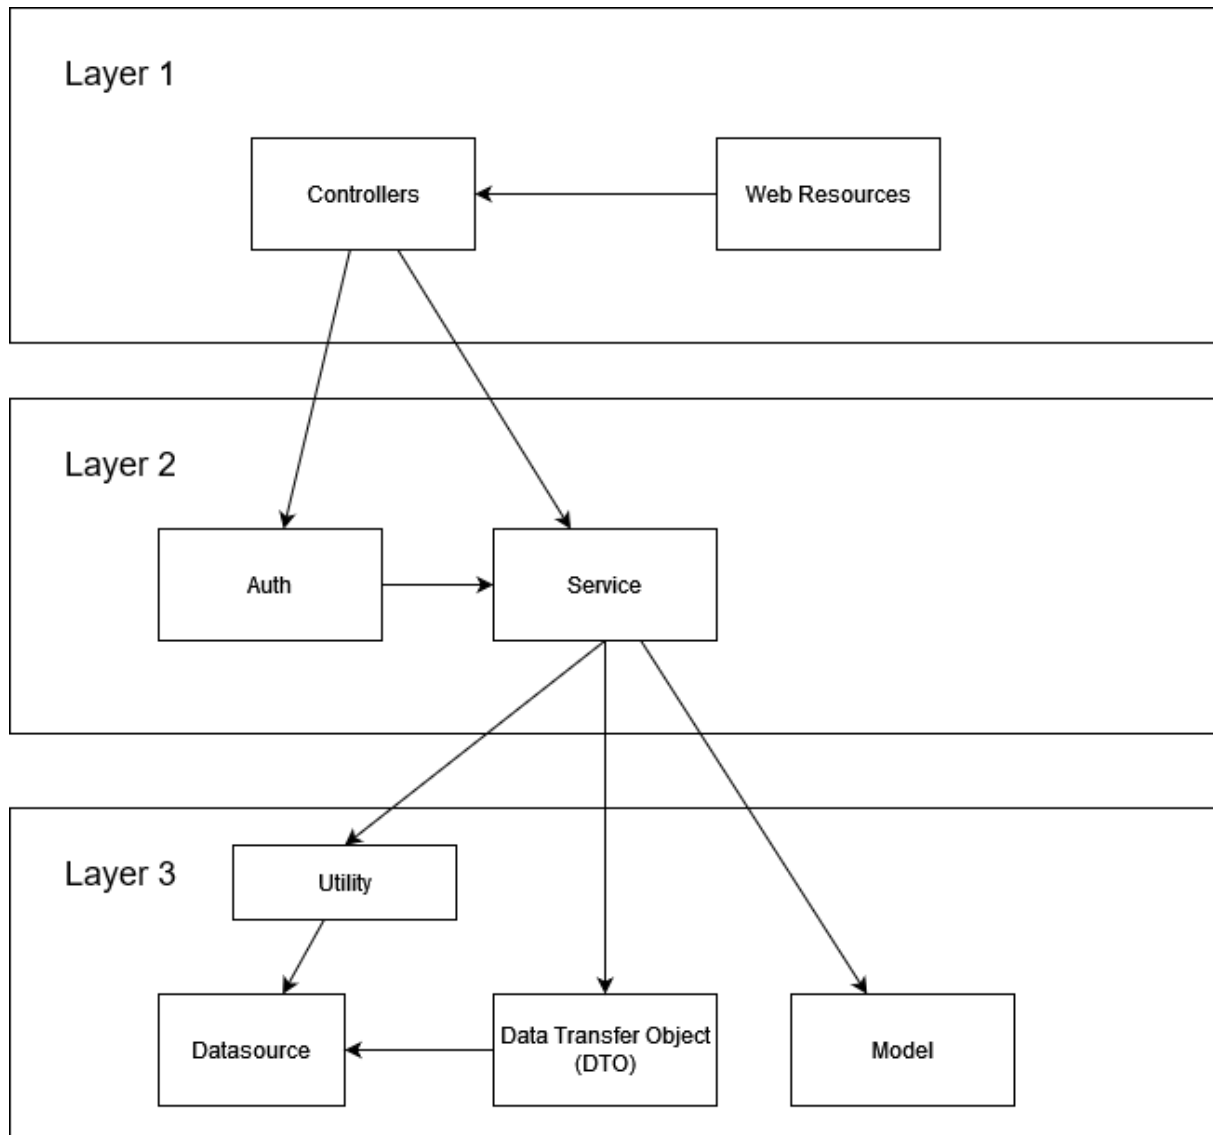 Layer 1
Controllers
Web Resources
Layer 2
Auth
Service
Layer 3
Utility
Datasource
Data Transfer Object
(DTO)
Model